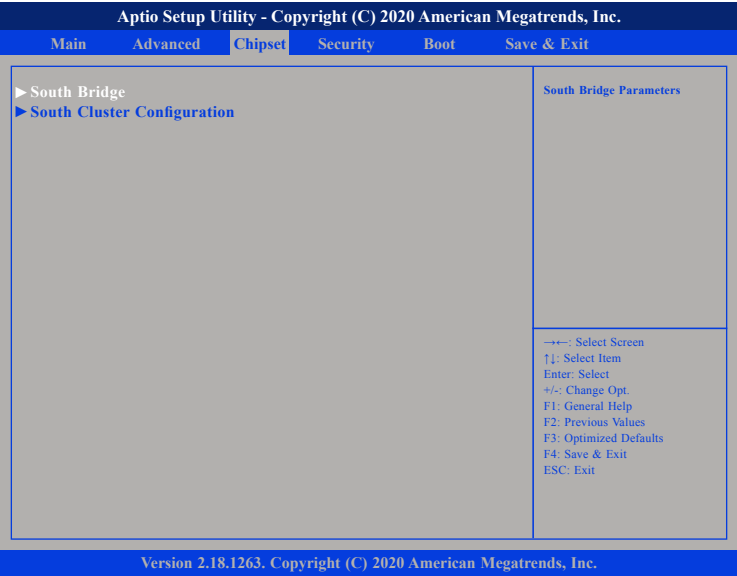 Aptio Setup Utility - Copyright (C) 2020 American Megatrends, Inc.
Main Advanced Chipset Security Boot Save & Exit
►South Bridge
►South Cluster Configuration
South Bridge Parameters
→←: Select Screen
↑↓: Select Item
Enter: Select
+/-: Change Opt.
F1: General Help
F2: Previous Values
F3: Optimized Defaults
F4: Save & Exit
ESC: Exit
Version 2.18.1263. Copyright (C) 2020 American Megatrends, Inc.